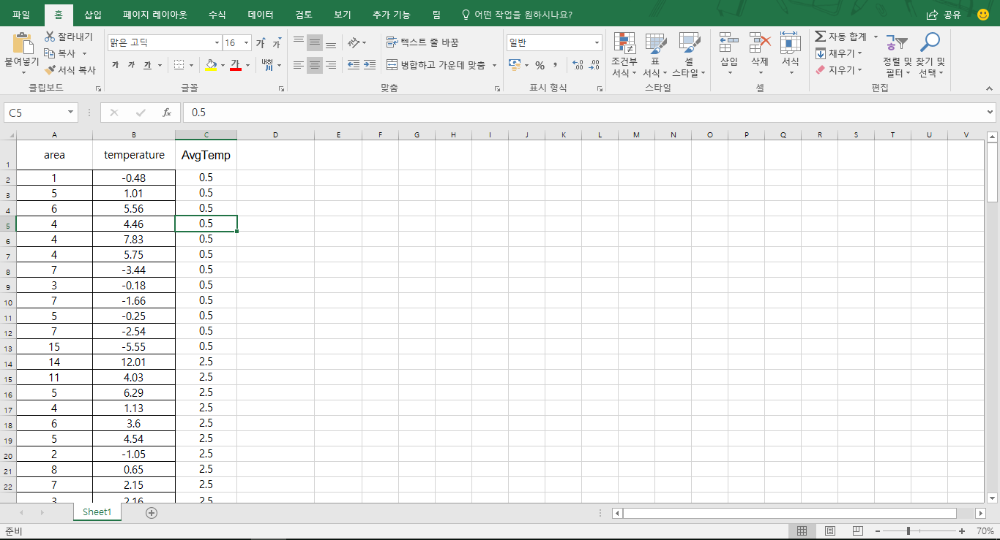 파일 홈 삽입 페이지 레이아웃 수식 데이터 검토 보기 추가 기능 팀 어떤 작업을 원하시나요? 공유
붙여넣기 잘라내기 복사 서식 복사
맑은 고딕 16 가 가
가 가 가 가 내천
텍스트 줄 바꿈
병합하고 가운데 맞춤
일반
% , .00 .0
조건부 서식 표 서식 셀 스타일 삽입 삭제 서식
자동 합계 채우기 지우기 정렬 및 필터 찾기 및 선택
클립보드 글꼴 맞춤 표시 형식 스타일 셀 편집
C5 fx 0.5
A B C D E F G H I J K L M N O P Q R S T U V
1 area temperature AvgTemp
2 1 -0.48 0.5
3 5 1.01 0.5
4 6 5.56 0.5
5 4 4.46 0.5
6 4 7.83 0.5
7 4 5.75 0.5
8 7 -3.44 0.5
9 3 -0.18 0.5
10 7 -1.66 0.5
11 5 -0.25 0.5
12 7 -2.54 0.5
13 15 -5.55 0.5
14 14 12.01 2.5
15 11 4.03 2.5
16 5 6.29 2.5
17 4 1.13 2.5
18 6 3.6 2.5
19 5 4.54 2.5
20 2 -1.05 2.5
21 8 0.65 2.5
22 7 2.15 2.5
3 2.16 2.5
Sheet1
준비 70%